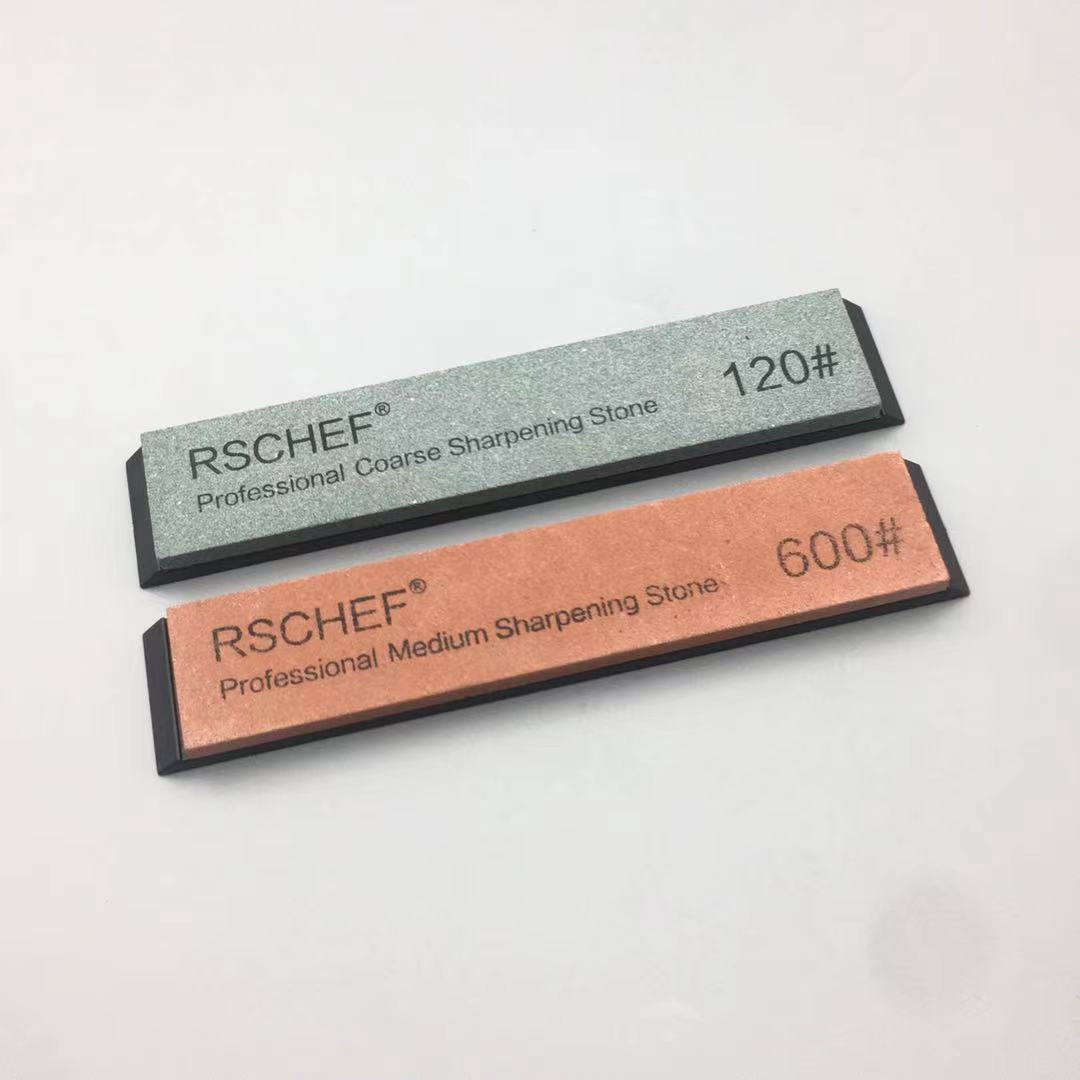 RSCHEF®
Professional Coarse Sharpening Stone
120#
RSCHEF®
Professional Medium Sharpening Stone
600#